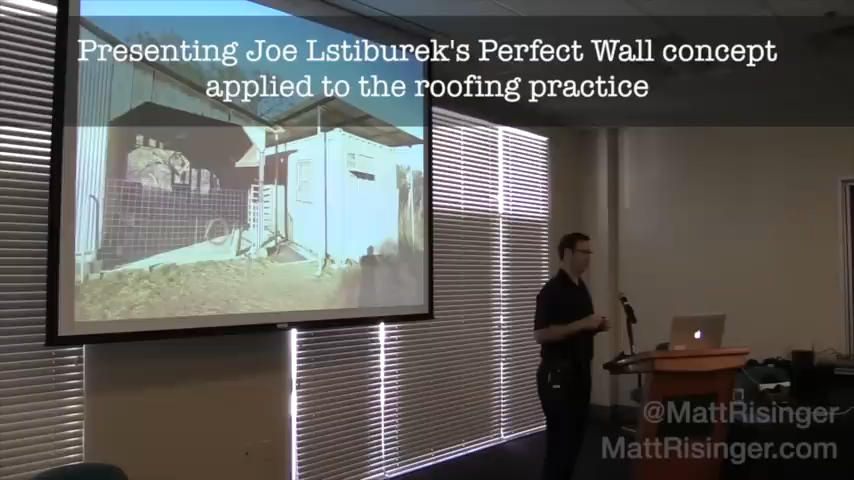 Presenting Joe Lstiburek's Perfect Wall concept
applied to the roofing practice
@MattRisinger
MattRisinger.com